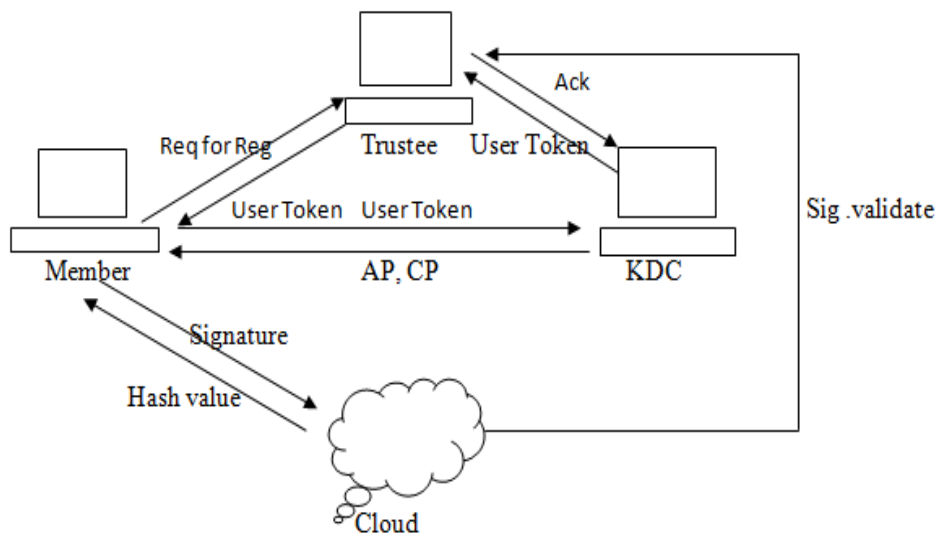 Ack
Req for Reg
Trustee
User Token
User Token
User Token
Sig .validate
Member
AP, CP
KDC
Signature
Hash value
Cloud